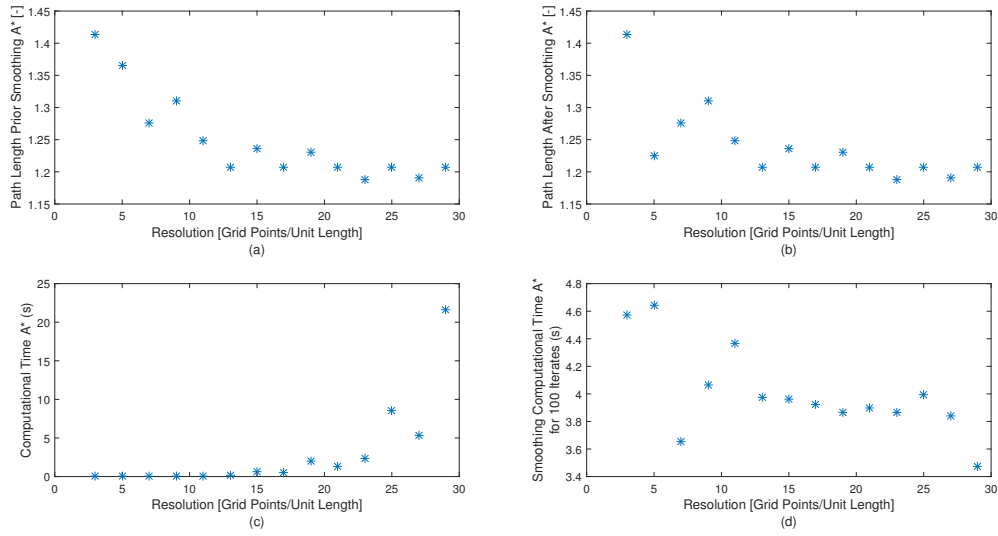 Path Length Prior Smoothing A* [-]
1.45
1.4
1.35
1.3
1.25
1.2
1.15
0 5 10 15 20 25 30
Resolution [Grid Points/Unit Length]
(a)
Path Length After Smoothing A* [-]
1.45
1.4
1.35
1.3
1.25
1.2
1.15
0 5 10 15 20 25 30
Resolution [Grid Points/Unit Length]
(b)
Computational Time A* (s)
25
20
15
10
5
0
0 5 10 15 20 25 30
Resolution [Grid Points/Unit Length]
(c)
Smoothing Computational Time A*
for 100 Iterates (s)
4.8
4.6
4.4
4.2
4
3.8
3.6
3.4
0 5 10 15 20 25 30
Resolution [Grid Points/Unit Length]
(d)